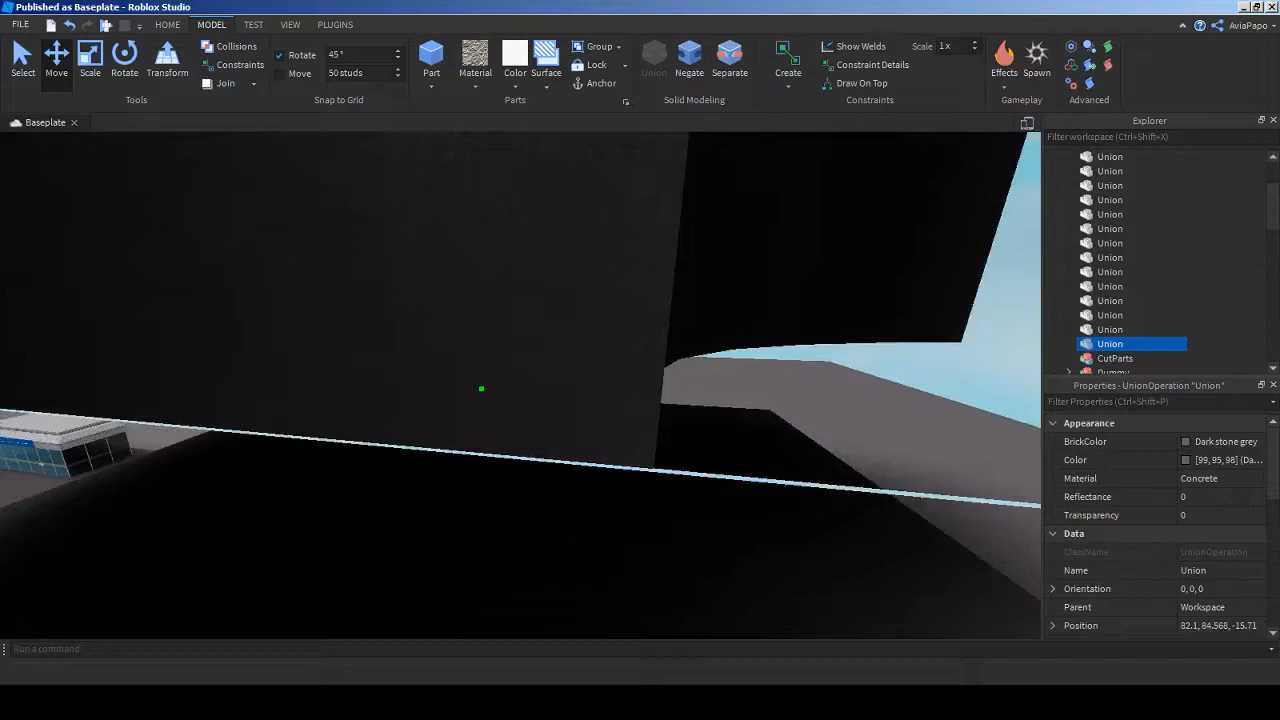 Published as Baseplate - Roblox Studio
FILE HOME MODEL TEST VIEW PLUGINS AviaPapo
Select Move Scale Rotate Transform
Collisions
Constraints
Join
Tools
Rotate 45°
Move 50 studs
Snap to Grid
Part Material Color Surface
Group
Lock
Anchor
Parts
Union Negate Separate
Solid Modeling
Create
Show Welds Scale 1x
Constraint Details
Draw On Top
Constraints
Effects Spawn
Gameplay
Advanced
Baseplate
Explorer
Filter workspace (Ctrl+Shift+X)
Union
Union
Union
Union
Union
Union
Union
Union
Union
Union
Union
Union
Union
Union
CutParts
Dummy
Properties - UnionOperation "Union"
Filter Properties (Ctrl+Shift+P)
Appearance
BrickColor Dark stone grey
Color [99, 95, 98] (Da...
Material Concrete
Reflectance 0
Transparency 0
Data
ClassName UnionOperation
Name Union
Orientation 0, 0, 0
Parent Workspace
Position 82.1, 84.568, -15.71
Run a command